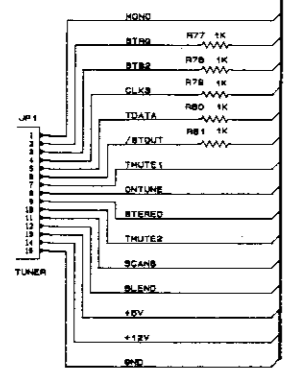 MONO
STRQ
R77 1K
STB2
R78 1K
CLK3
R79 1K
TDATA
R80 1K
/STOUT
R81 1K
JP1
1
2
3
4
5
6
7
8
9
10
11
12
13
14
15
TUNER
TMUTE1
ONTUNE
STEREO
TMUTE2
SCANS
BLEND
+5V
+12V
GND